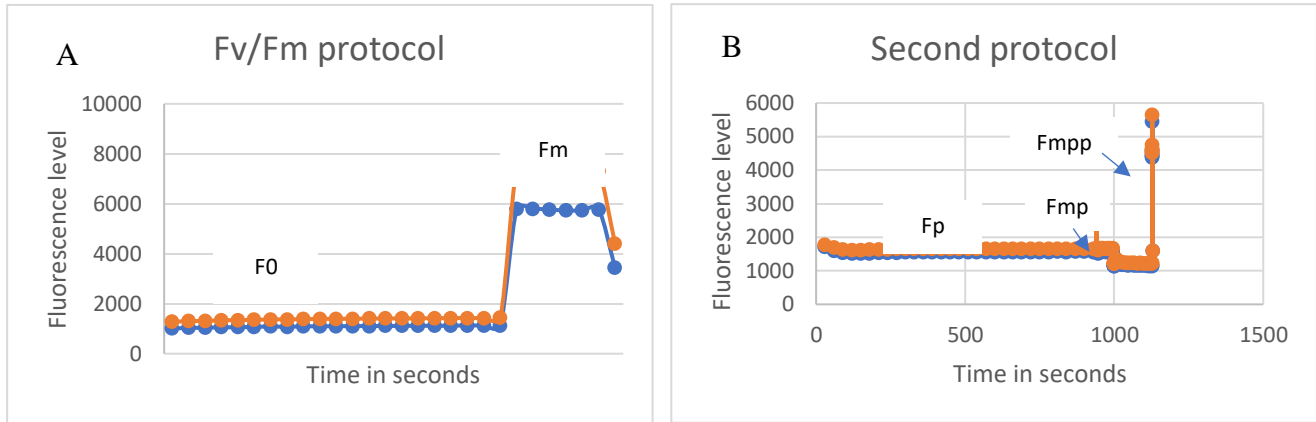 A
Fv/Fm protocol
10000
8000
6000
4000
2000
0
Fluorescence level
Fm
F0
Time in seconds
B
Second protocol
6000
5000
4000
3000
2000
1000
0
Fluorescence level
Fmpp
Fmp
Fp
0 500 1000 1500
Time in seconds